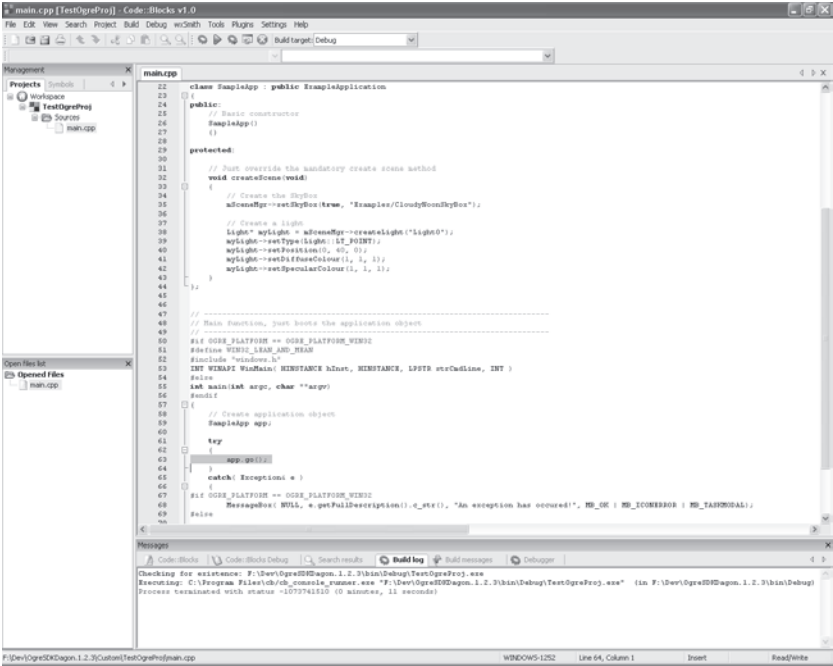 main.cpp [TestOgreProj] - Code::Blocks v1.0
File Edit View Search Project Build Debug wxSmith Tools Plugins Settings Help
Build target: Debug
Management
Projects Symbols
Workspace
TestOgreProj
Sources
main.cpp
Open files list
Opened Files
main.cpp
main.cpp
22 class SampleApp : public ExampleApplication
23 {
24 public:
25 // Basic constructor
26 SampleApp()
27 {}
28
29 protected:
30
31 // Just override the mandatory create scene method
32 void createScene(void)
33 {
34 // Create the SkyBox
35 mSceneMgr->setSkyBox(true, "Examples/CloudyNoonSkyBox");
36
37 // Create a light
38 Light* myLight = mSceneMgr->createLight("Light0");
39 myLight->setType(Light::LT_POINT);
40 myLight->setPosition(0, 40, 0);
41 myLight->setDiffuseColour(1, 1, 1);
42 myLight->setSpecularColour(1, 1, 1);
43 }
44 };
45
46
47 // ----------------------------------------------------------------------------
48 // Main function, just boots the application object
49 // ----------------------------------------------------------------------------
50 #if OGRE_PLATFORM == OGRE_PLATFORM_WIN32
51 #define WIN32_LEAN_AND_MEAN
52 #include "windows.h"
53 INT WINAPI WinMain( HINSTANCE hInst, HINSTANCE, LPSTR strCmdLine, INT )
54 #else
55 int main(int argc, char **argv)
56 #endif
57 {
58 // Create application object
59 SampleApp app;
60
61 try
62 {
63 app.go();
64 }
65 catch( Exception& e )
66 {
67 #if OGRE_PLATFORM == OGRE_PLATFORM_WIN32
68 MessageBox( NULL, e.getFullDescription().c_str(), "An exception has occured!", MB_OK | MB_ICONERROR | MB_TASKMODAL);
69 #else
70
Messages
Code::Blocks Code::Blocks Debug Search results Build log Build messages Debugger
Checking for existence: F:\Dev\OgreSDKDagon.1.2.3\bin\Debug\TestOgreProj.exe
Executing: C:\Program Files\cb/cb_console_runner.exe "F:\Dev\OgreSDKDagon.1.2.3\bin\Debug\TestOgreProj.exe" (in F:\Dev\OgreSDKDagon.1.2.3\bin\Debug)
Process terminated with status -1073741510 (0 minutes, 11 seconds)
F:\Dev\OgreSDKDagon.1.2.3\Custom\TestOgreProj\main.cpp WINDOWS-1252 Line 64, Column 1 Insert Read/Write